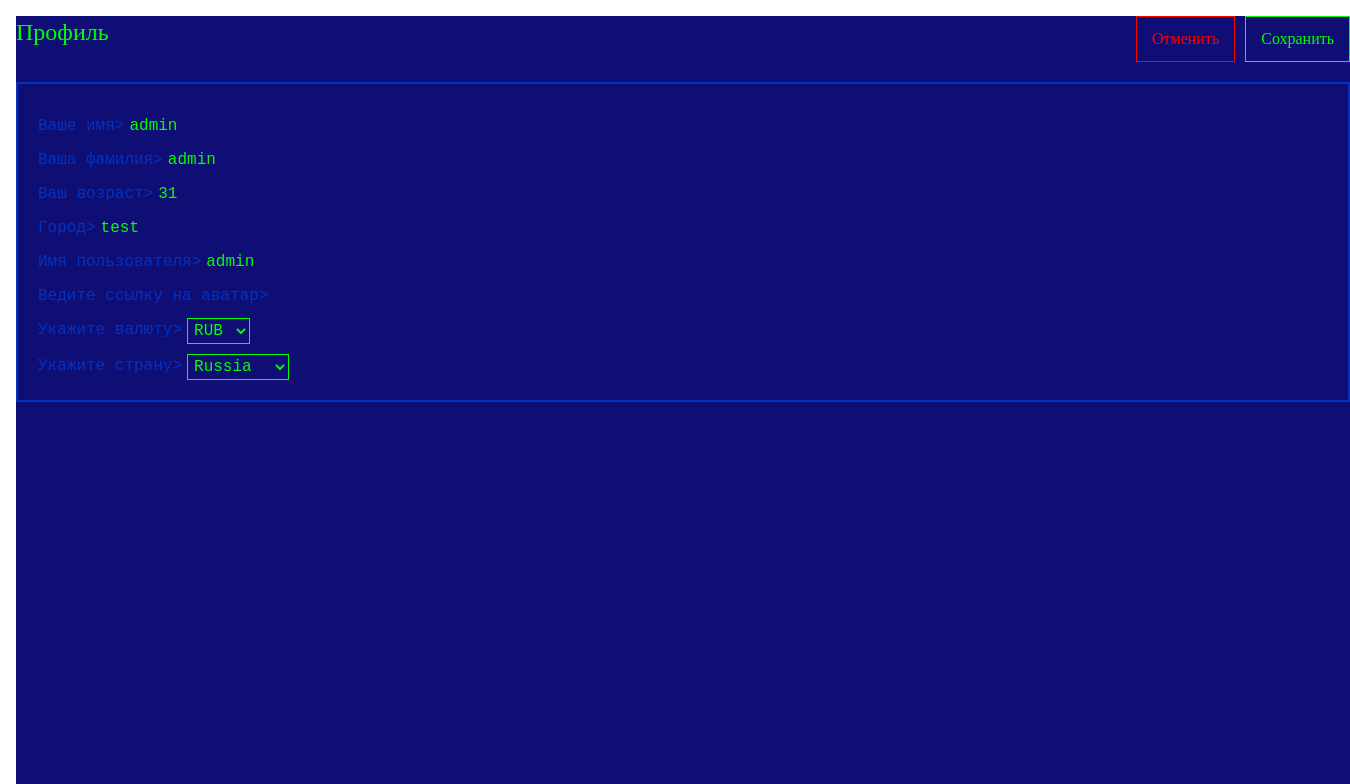 Профиль
Отменить
Сохранить
Ваше имя> admin
Ваша фамилия> admin
Ваш возраст> 31
Город> test
Имя пользователя> admin
Ведите ссылку на аватар>
Укажите валюту> RUB
Укажите страну> Russia